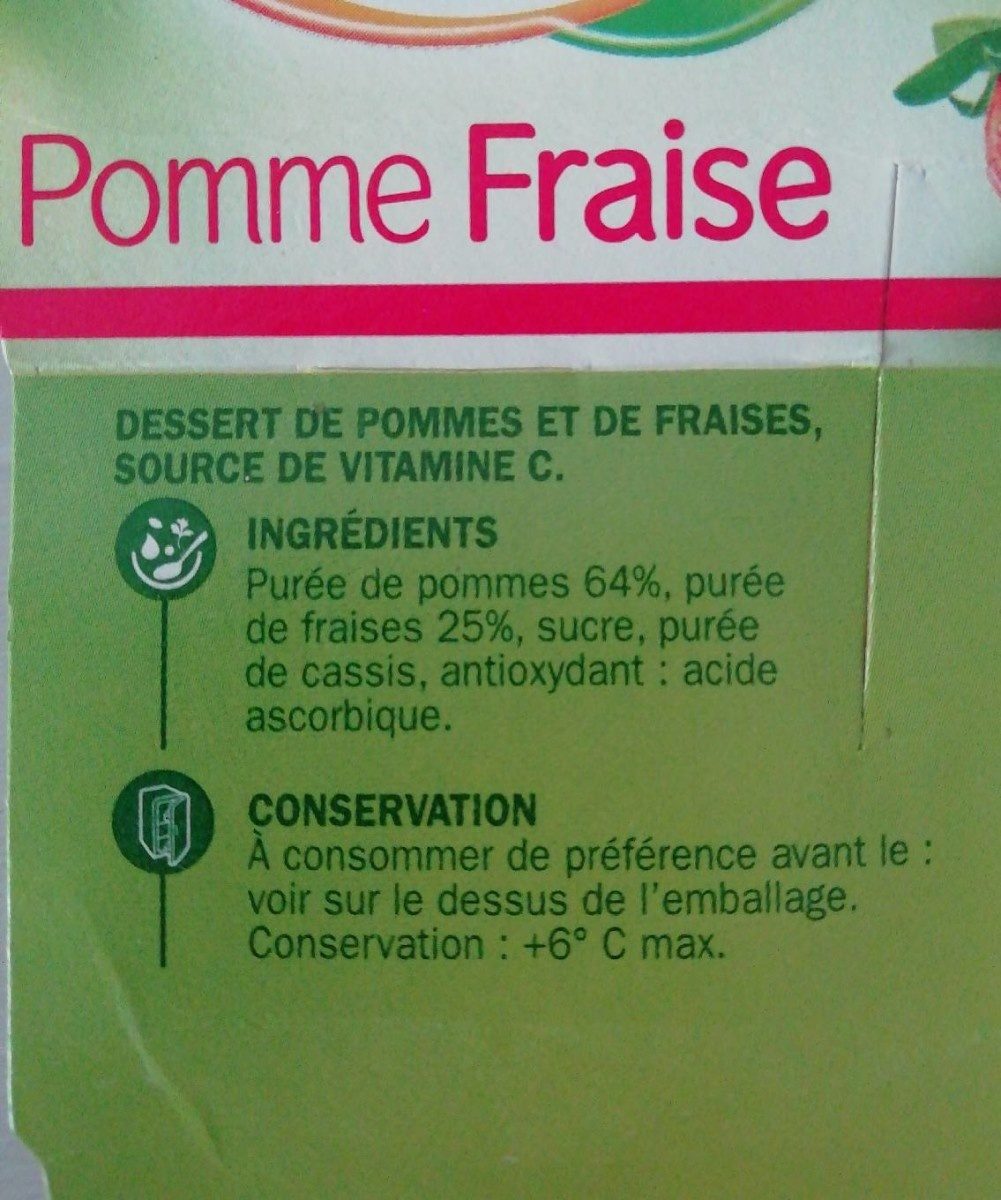 Pomme Fraise
DESSERT DE POMMES ET DE FRAISES,
SOURCE DE VITAMINE C.
INGRÉDIENTS
Purée de pommes 64%, purée
de fraises 25%, sucre, purée
de cassis, antioxydant : acide
ascorbique.
CONSERVATION
À consommer de préférence avant le :
voir sur le dessus de l'emballage.
Conservation : +6° C max.